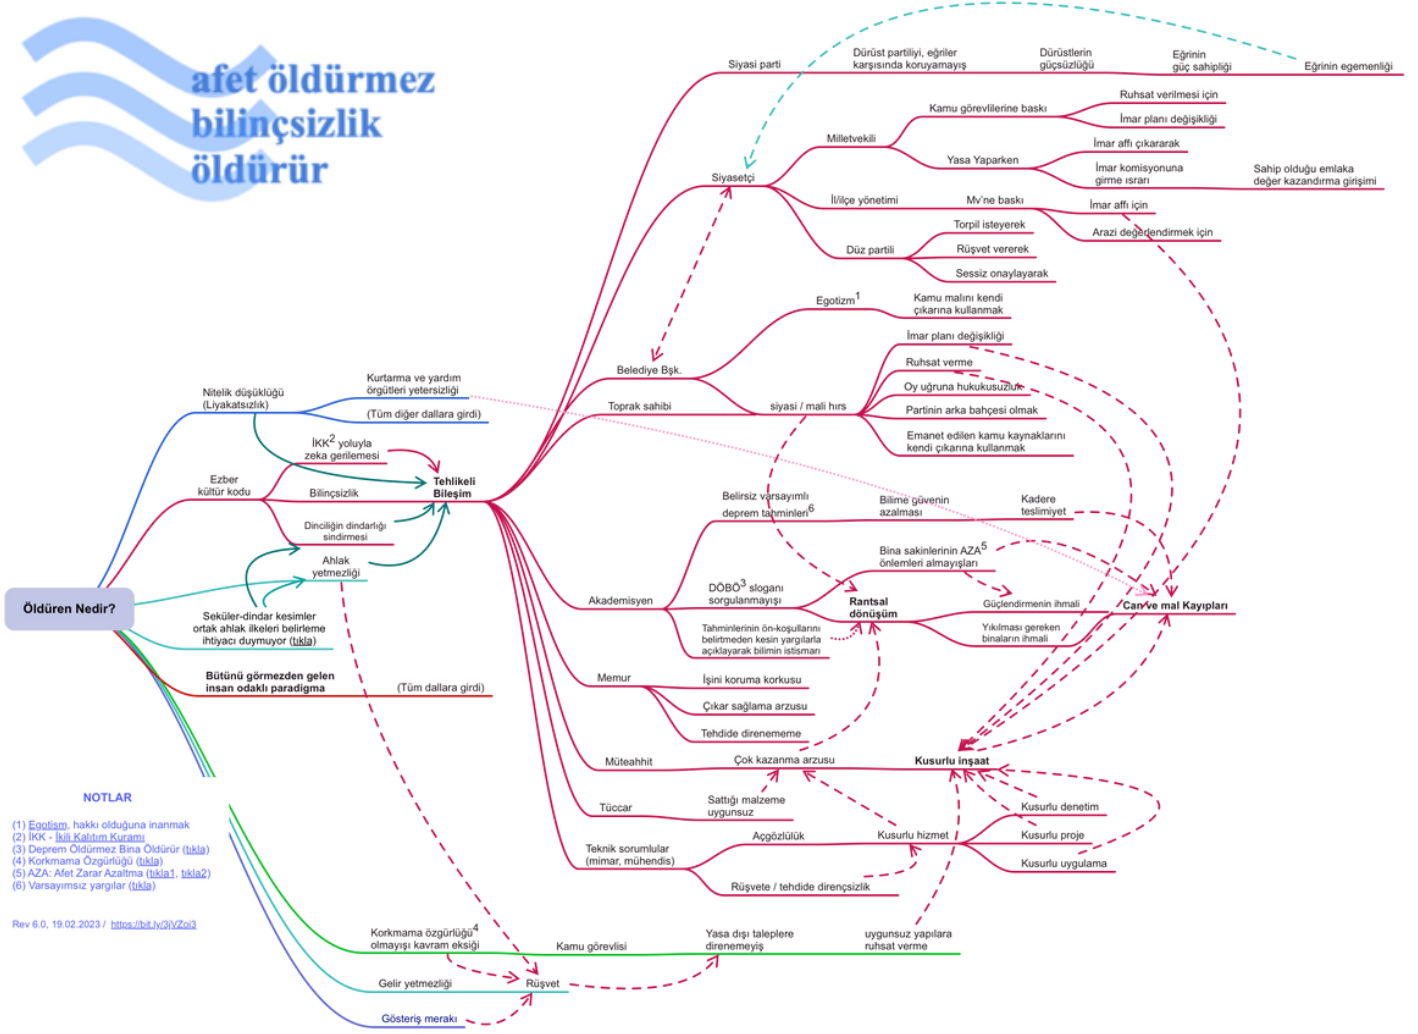 afet öldürmez
bilinçsizlik
öldürür
Öldüren Nedir?
Nitelik düşüklüğü
(Liyakatsızlık)
Kurtarma ve yardım
örgütleri yetersizliği
(Tüm diğer dallara girdi)
Ezber
kültür kodu
İKK2 yoluyla
zeka gerilemesi
Bilinçsizlik
Dinciliğin dindarlığı
sindirmesi
Ahlak
yetmezliği
Seküler-dindar kesimler
ortak ahlak ilkeleri belirleme
ihtiyacı duymuyor (tıkla)
Bütünü görmezden gelen
insan odaklı paradigma
(Tüm dallara girdi)
Tehlikeli
Bileşim
Siyasi parti
Dürüst partiliyi, eğriler
karşısında koruyamayış
Dürüstlerin
güçsüzlüğü
Eğrinin
güç sahipliği
Eğrinin egemenliği
Siyasetçi
Milletvekili
Kamu görevlilerine baskı
Ruhsat verilmesi için
İmar planı değişikliği
Yasa Yaparken
İmar affı çıkararak
İmar komisyonuna
girme ısrarı
Sahip olduğu emlaka
değer kazandırma girişimi
İl/ilçe yönetimi
Mv'ne baskı
İmar affı için
Arazi değerlendirmek için
Düz partili
Torpil isteyerek
Rüşvet vererek
Sessiz onaylayarak
Belediye Bşk.
Egotizm1
Kamu malını kendi
çıkarına kullanmak
Toprak sahibi
siyasi / mali hırs
İmar planı değişikliği
Ruhsat verme
Oy uğruna hukukusuzluk
Partinin arka bahçesi olmak
Emanet edilen kamu kaynaklarını
kendi çıkarına kullanmak
Akademisyen
Belirsiz varsayımlı
deprem tahminleri6
Bilime güvenin
azalması
Kadere
teslimiyet
DÖBÖ3 sloganı
sorgulanmayışı
Bina sakinlerinin AZA5
önlemleri almayışları
Rantsal
dönüşüm
Güçlendirmenin ihmali
Yıkılması gereken
binaların ihmali
Can ve mal Kayıpları
Tahminlerinin ön-koşullarını
belirtmeden kesin yargılarla
açıklayarak bilimin istismarı
Memur
İşini koruma korkusu
Çıkar sağlama arzusu
Tehdide direnememe
Müteahhit
Çok kazanma arzusu
Kusurlu inşaat
Tüccar
Sattığı malzeme
uygunsuz
Teknik sorumlular
(mimar, mühendis)
Açgözlülük
Kusurlu hizmet
Kusurlu denetim
Kusurlu proje
Kusurlu uygulama
Rüşvete / tehdide dirençsizlik
Korkmama özgürlüğü4
olmayışı kavram eksiği
Kamu görevlisi
Yasa dışı taleplere
direnemeyiş
uygunsuz yapılara
ruhsat verme
Gelir yetmezliği
Rüşvet
Gösteriş merakı
NOTLAR
(1) Egotism, hakkı olduğuna inanmak
(2) İKK - İkili Kalıtım Kuramı
(3) Deprem Öldürmez Bina Öldürür (tıkla)
(4) Korkmama Özgürlüğü (tıkla)
(5) AZA: Afet Zarar Azaltma (tıkla1, tıkla2)
(6) Varsayımsız yargılar (tıkla)
Rev 6.0, 19.02.2023 / https://bit.ly/3jVZoi3